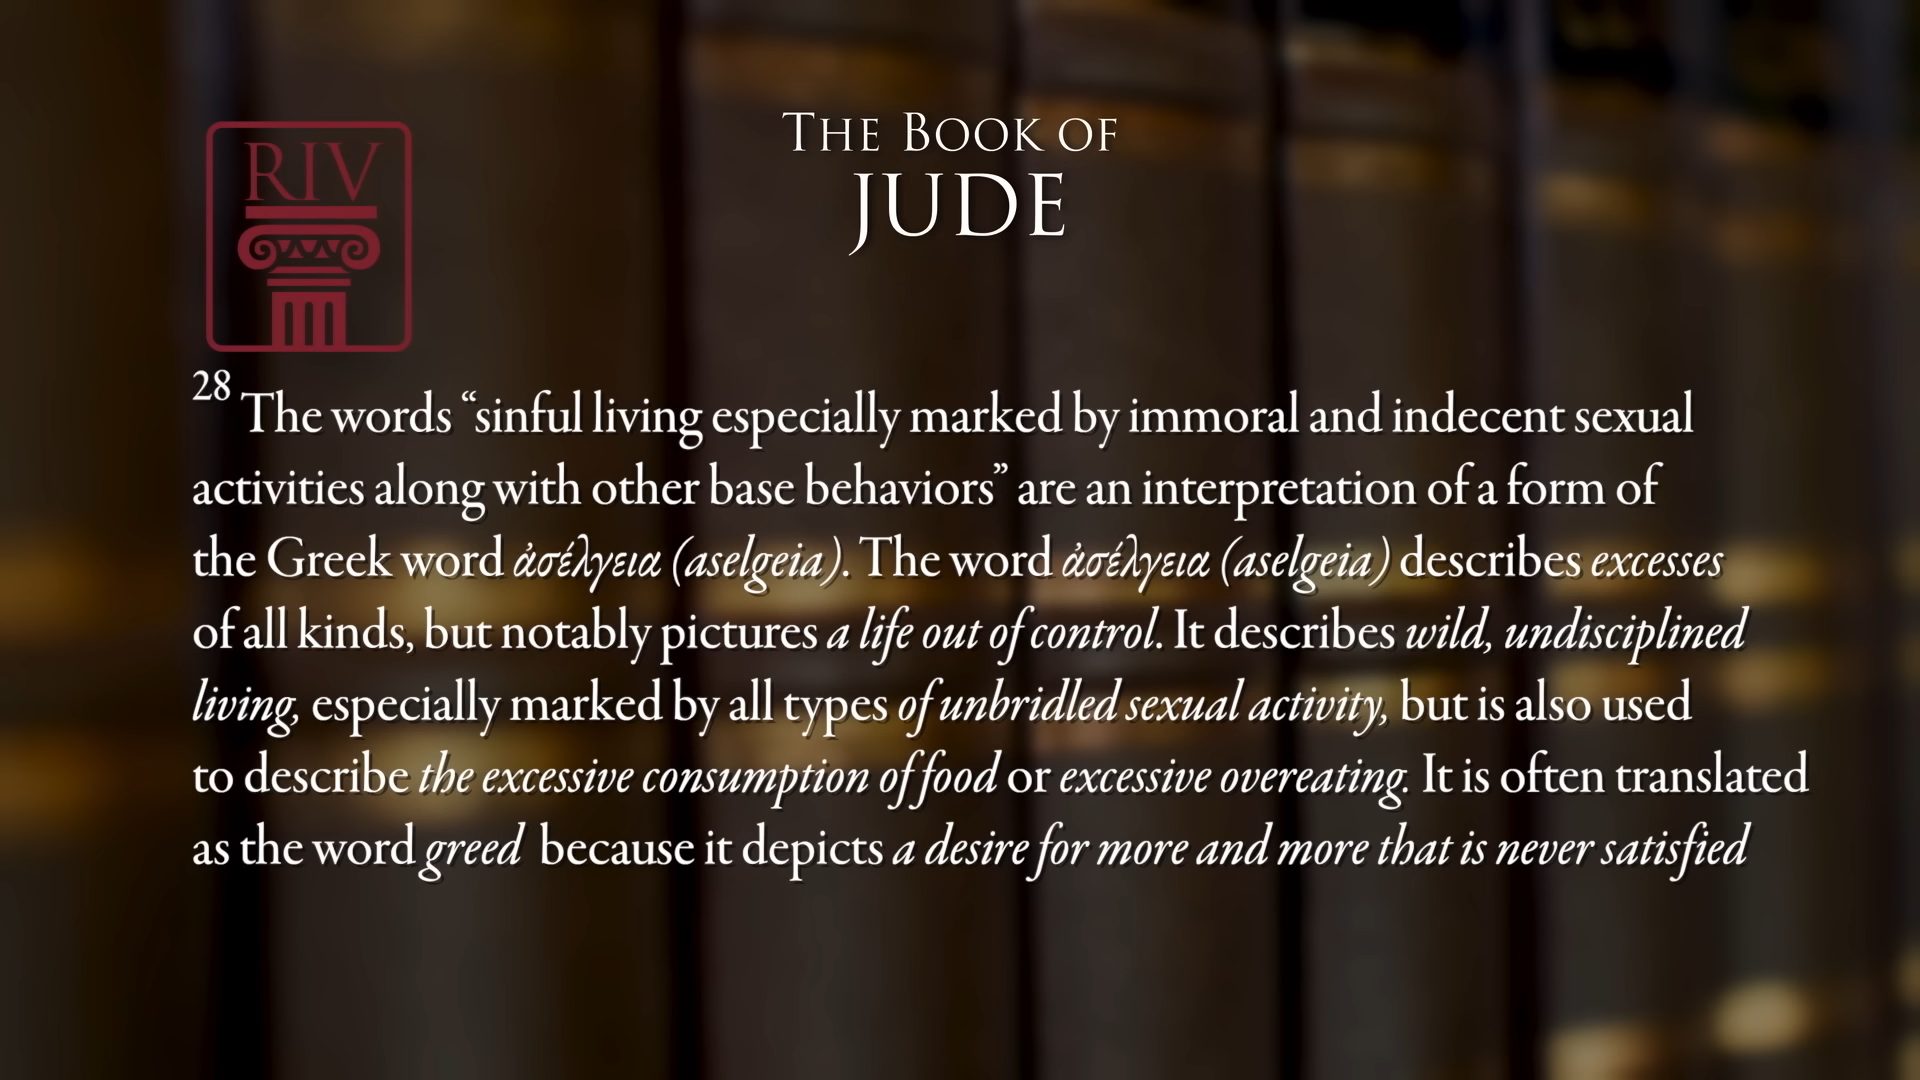 RIV
THE BOOK OF
JUDE
28 The words “sinful living especially marked by immoral and indecent sexual
activities along with other base behaviors” are an interpretation of a form of
the Greek word ἀσέλγεια (aselgeia). The word ἀσέλγεια (aselgeia) describes excesses
of all kinds, but notably pictures a life out of control. It describes wild, undisciplined
living, especially marked by all types of unbridled sexual activity, but is also used
to describe the excessive consumption of food or excessive overeating. It is often translated
as the word greed because it depicts a desire for more and more that is never satisfied